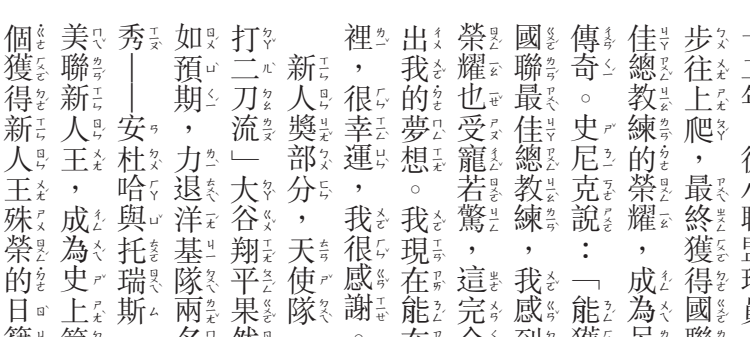 步往上爬，最終獲得國聯
佳總教練的榮耀，成為
傳奇。史尼克說：「能獲
國聯最佳總教練，我感到
榮耀也受寵若驚，這完全
出我的夢想。我現在能在
裡，很幸運，我很感謝。
新人獎部分，天使隊
打二刀流」大谷翔平果然
如預期，力退洋基隊兩名
秀——安杜哈與托瑞斯
美聯新人王，成為史上第
個獲得新人王殊榮的日籍